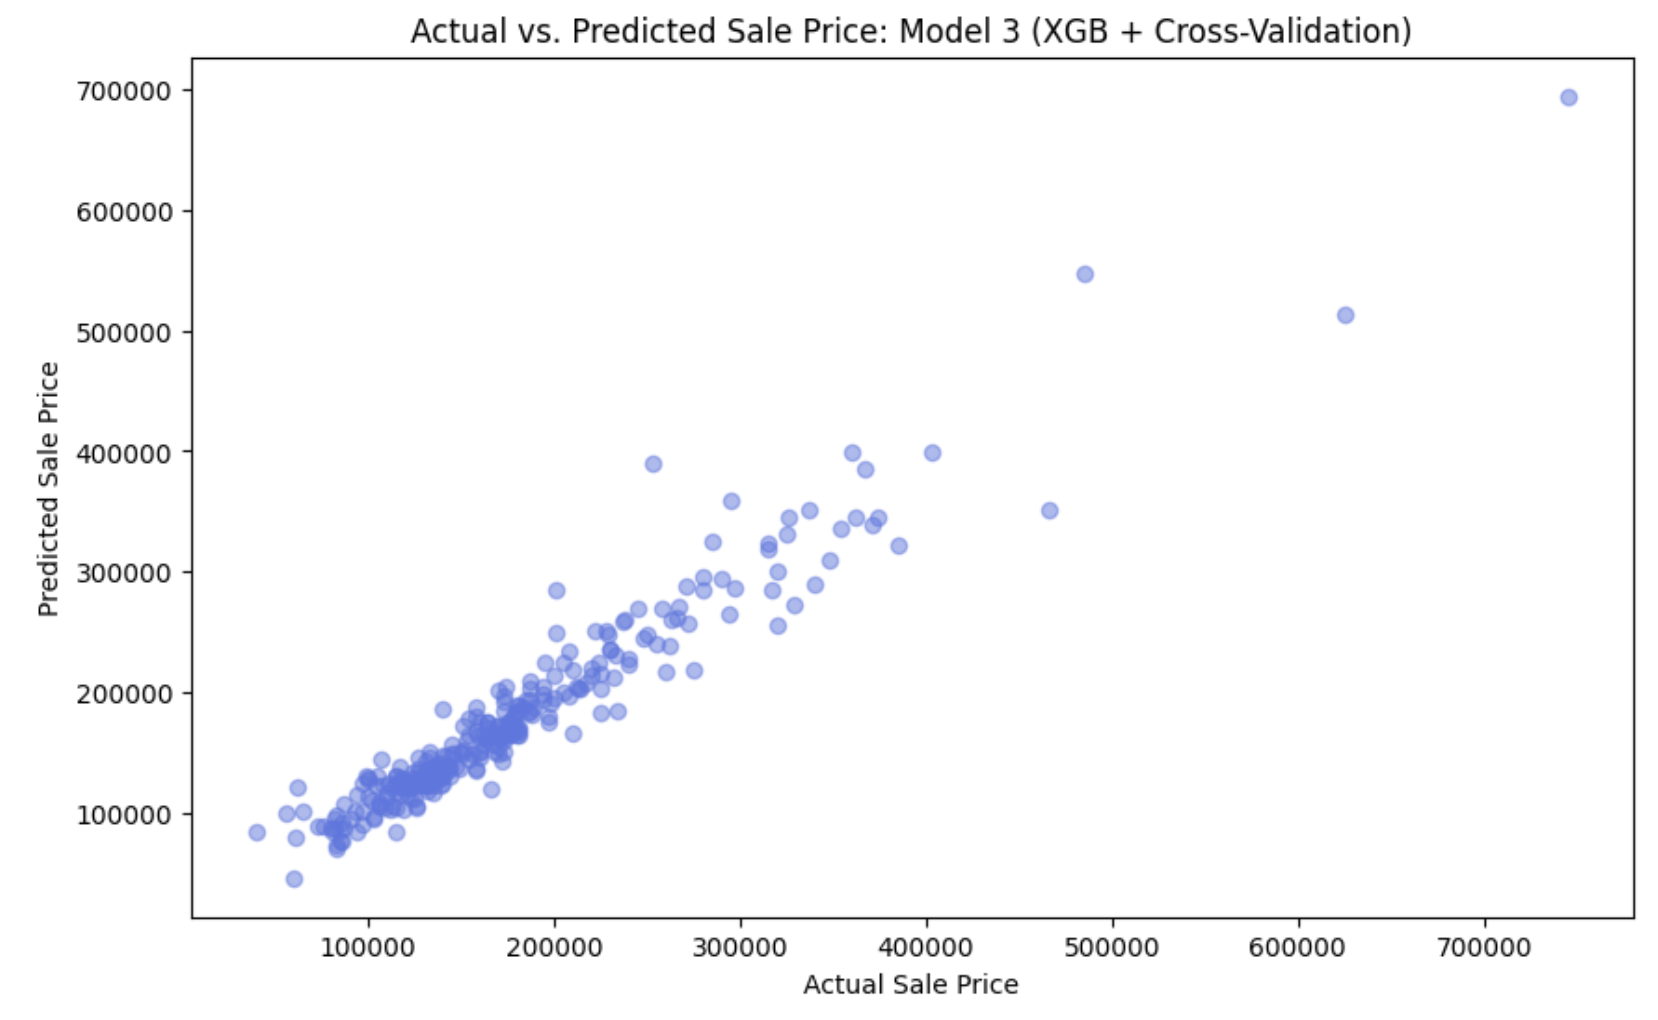 Actual vs. Predicted Sale Price: Model 3 (XGB + Cross-Validation)
700000
600000
500000
400000
300000
200000
100000
Predicted Sale Price
100000 200000 300000 400000 500000 600000 700000
Actual Sale Price